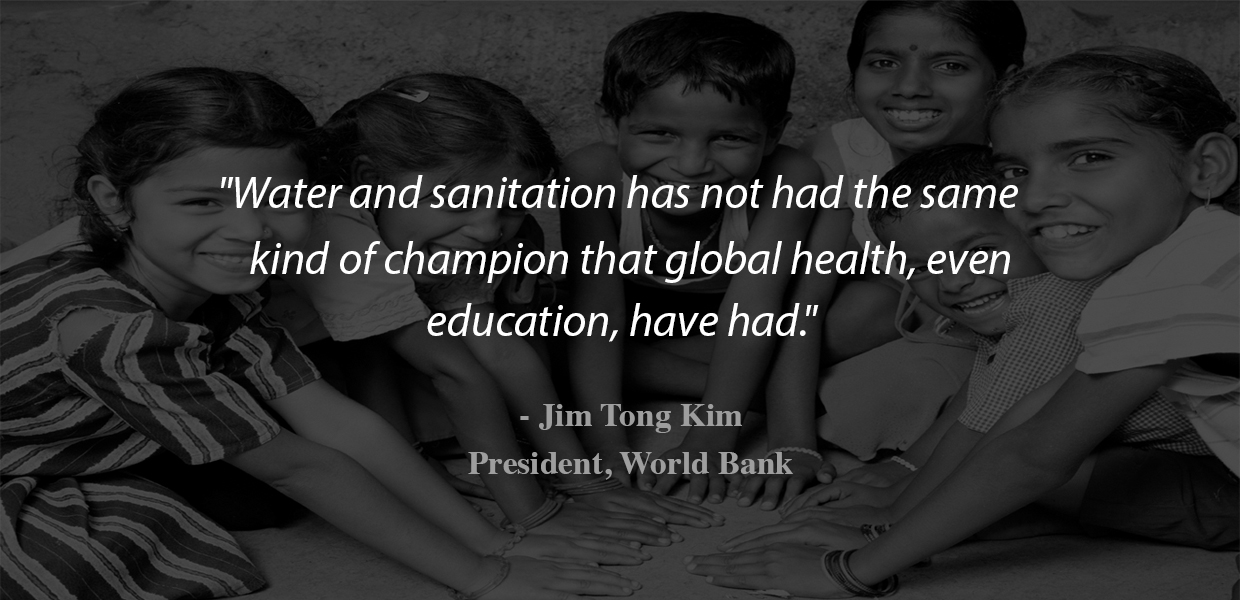 "Water and sanitation has not had the same
kind of champion that global health, even
education, have had."
- Jim Tong Kim
President, World Bank